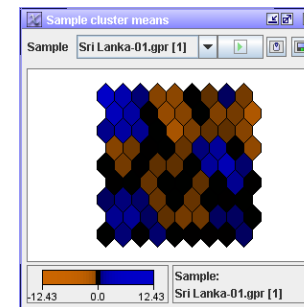 Sample cluster means
Sample Sri Lanka-01.gpr [1]
-12.43 0.0 12.43
Sample:
Sri Lanka-01.gpr [1]